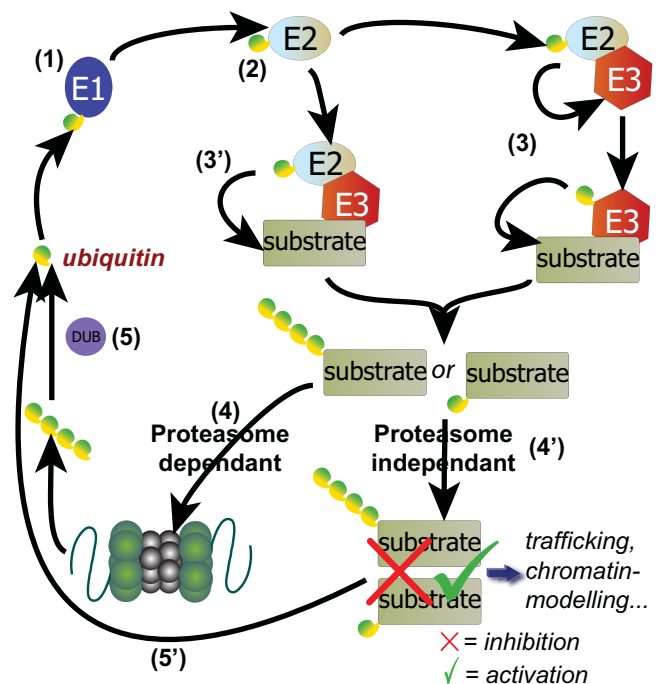 (1)
E1
E2
(2)
E2
E3
(3)
(3')
E2
E3
substrate
E3
substrate
ubiquitin
DUB
(5)
substrate
or
substrate
(4)
Proteasome
dependant
Proteasome
independant
(4')
substrate
substrate
trafficking,
chromatin-
modelling...
(5')
= inhibition
= activation